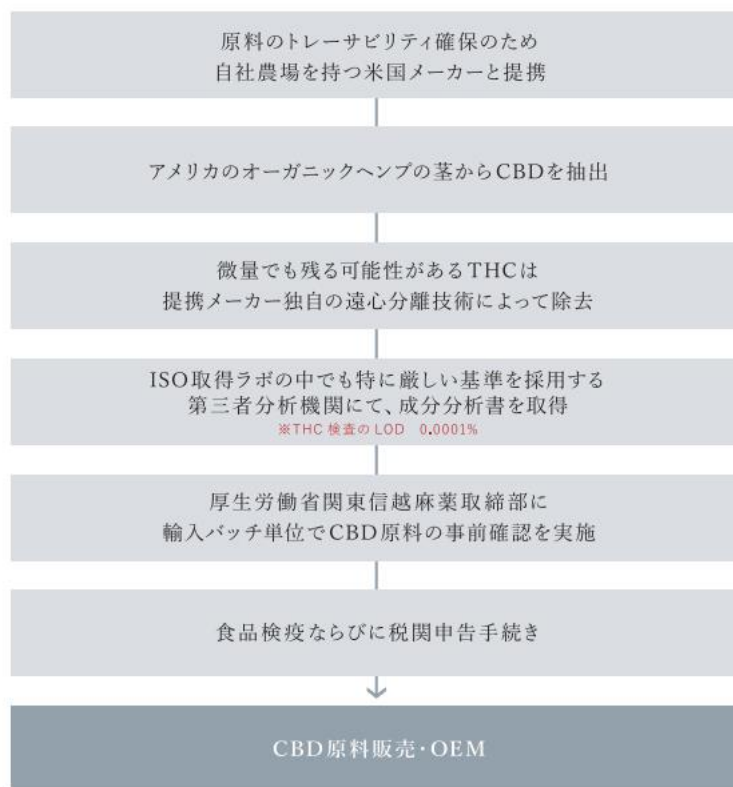 原料のトレーサビリティ確保のため
自社農場を持つ米国メーカーと提携
アメリカのオーガニックヘンプの茎からCBDを抽出
微量でも残る可能性があるTHCは
提携メーカー独自の遠心分離技術によって除去
ISO取得ラボの中でも特に厳しい基準を採用する
第三者分析機関にて、成分分析書を取得
※THC検査のLOD 0.0001%
厚生労働省関東信越麻薬取締部に
輸入バッチ単位でCBD原料の事前確認を実施
食品検疫ならびに税関申告手続き
CBD原料販売・OEM